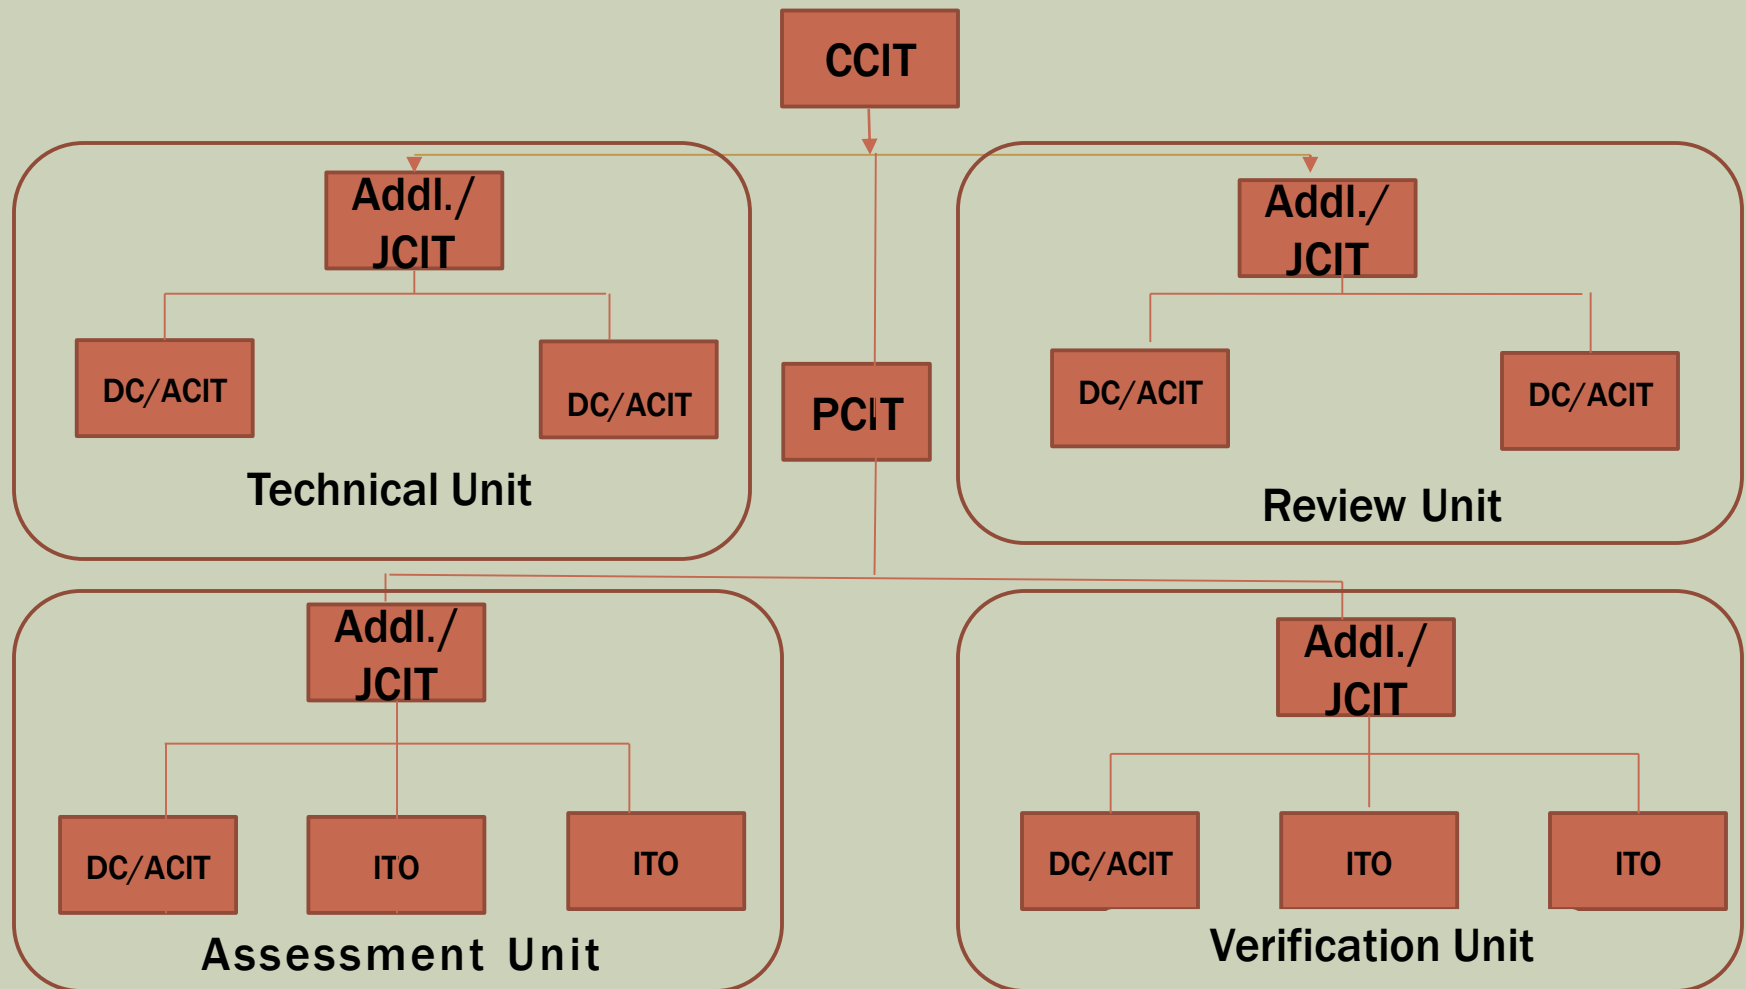 CCIT
Addl./
JCIT
DC/ACIT
DC/ACIT
Technical Unit
PCIT
Addl./
JCIT
DC/ACIT
DC/ACIT
Review Unit
Addl./
JCIT
DC/ACIT
ITO
ITO
Assessment Unit
Addl./
JCIT
DC/ACIT
ITO
ITO
Verification Unit